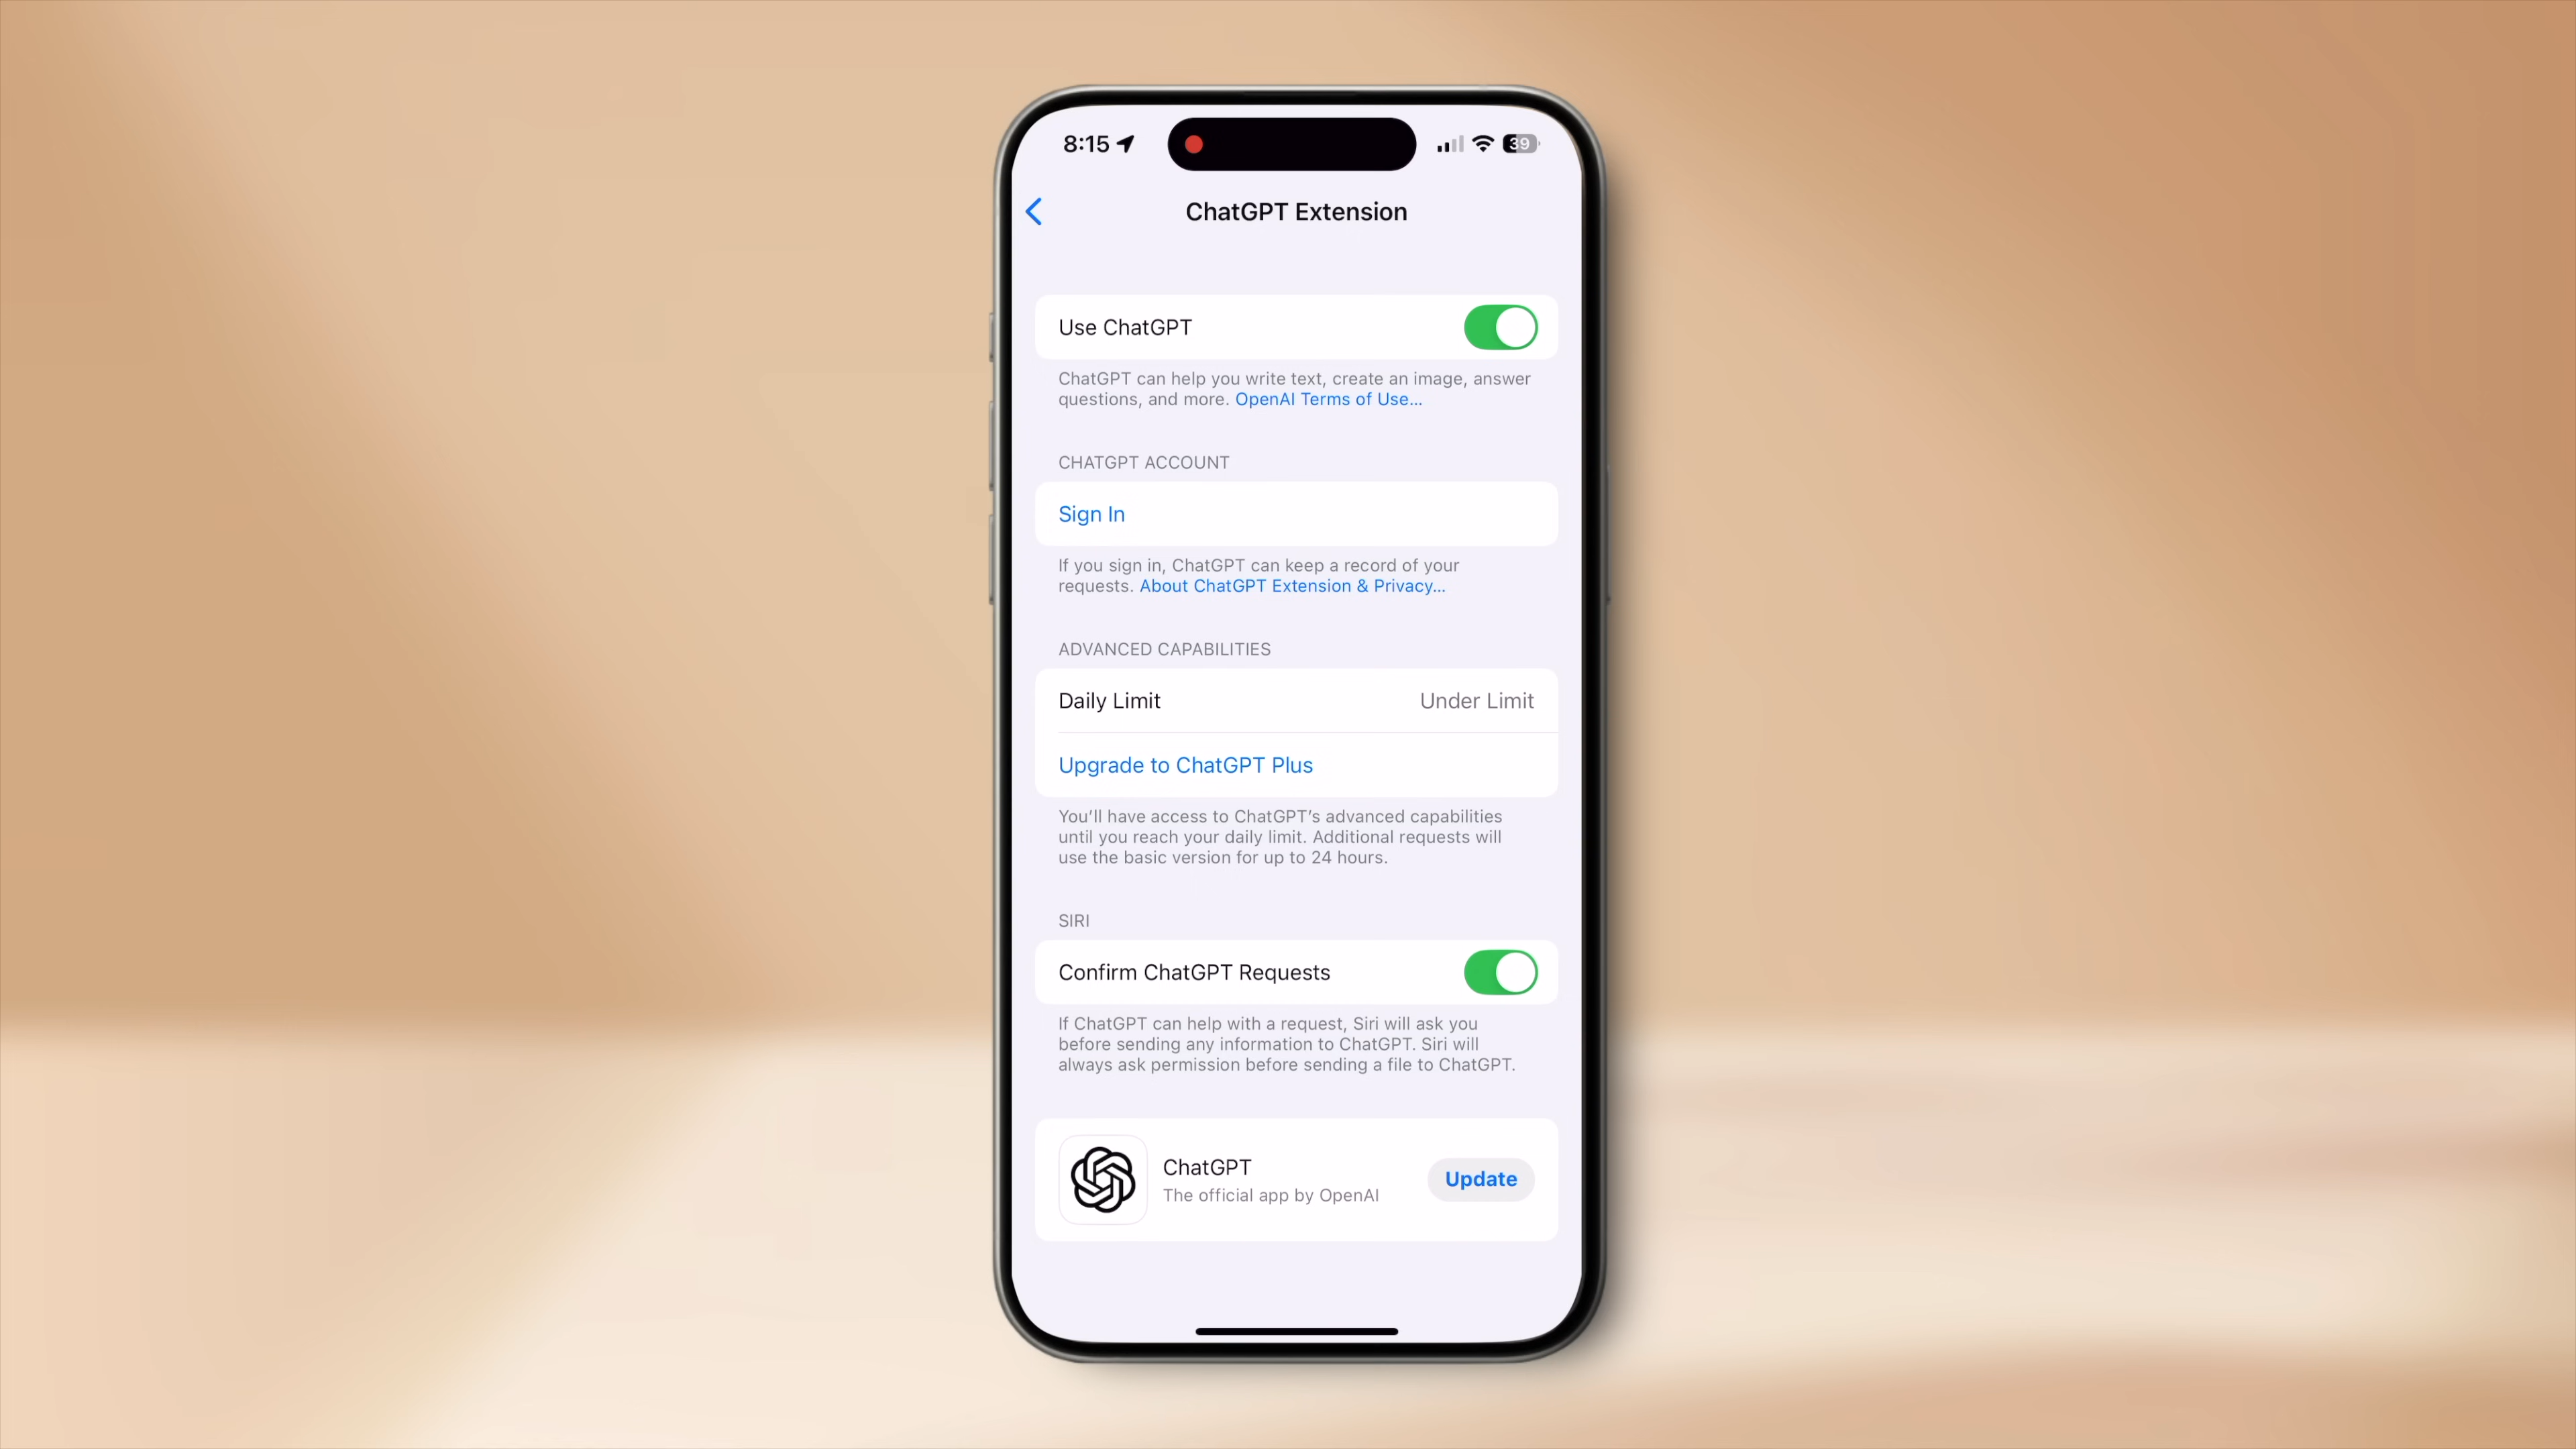 8:15
39
ChatGPT Extension
Use ChatGPT
ChatGPT can help you write text, create an image, answer
questions, and more. OpenAI Terms of Use...
CHATGPT ACCOUNT
Sign In
If you sign in, ChatGPT can keep a record of your
requests. About ChatGPT Extension & Privacy...
ADVANCED CAPABILITIES
Daily Limit Under Limit
Upgrade to ChatGPT Plus
You’ll have access to ChatGPT’s advanced capabilities
until you reach your daily limit. Additional requests will
use the basic version for up to 24 hours.
SIRI
Confirm ChatGPT Requests
If ChatGPT can help with a request, Siri will ask you
before sending any information to ChatGPT. Siri will
always ask permission before sending a file to ChatGPT.
ChatGPT
The official app by OpenAI
Update